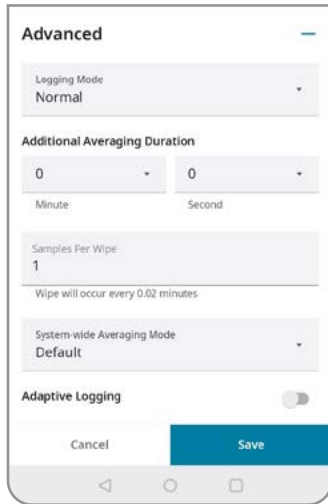 Advanced
Logging Mode
Normal
Additional Averaging Duration
0 0
Minute Second
Samples Per Wipe
1
Wipe will occur every 0.02 minutes
System-wide Averaging Mode
Default
Adaptive Logging
Cancel Save